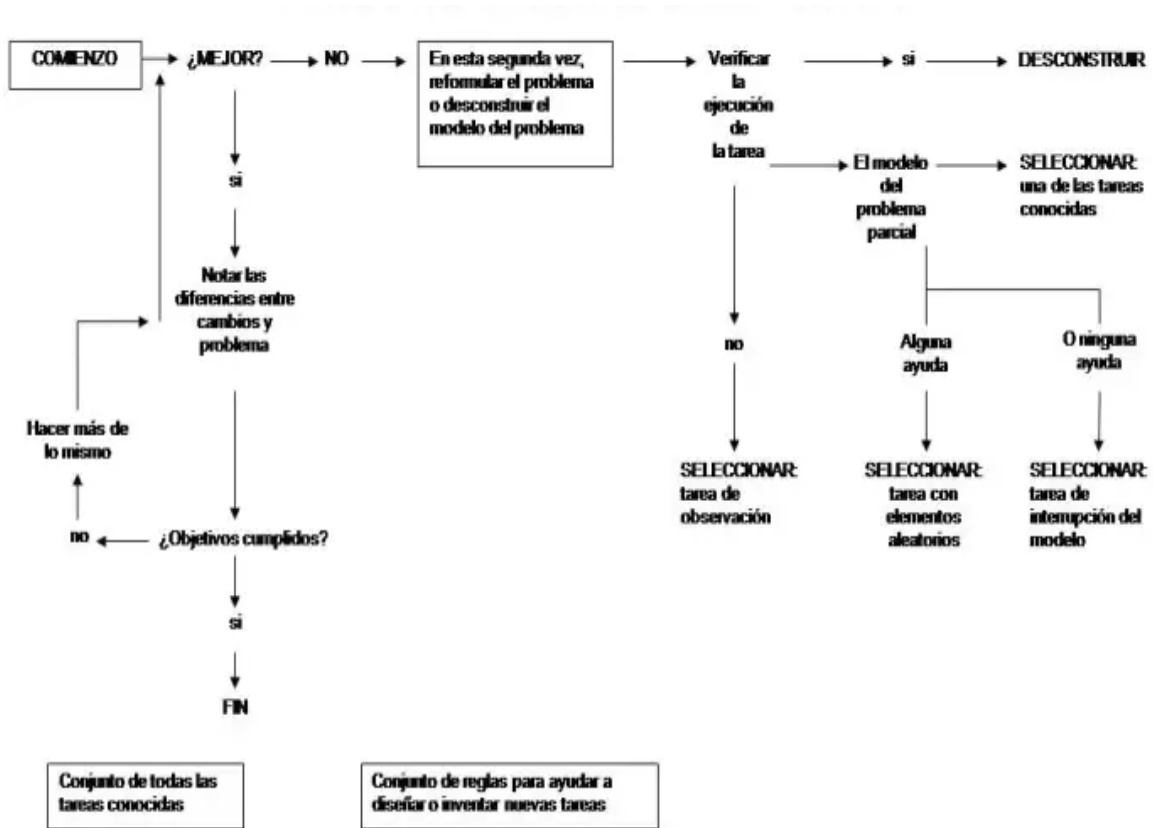 COMIENZO
¿MEJOR?
NO
En esta segunda vez,
reformular el problema
o desconstruir el
modelo del problema
Verificar
la
ejecución
de
la tarea
si
DESCONSTRUIR
El modelo
del
problema
parcial
SELECCIONAR:
una de las tareas
conocidas
si
Notar las
diferencias entre
cambios y
problema
no
Alguna
ayuda
O ninguna
ayuda
Hacer más de
lo mismo
SELECCIONAR:
tarea de
observación
SELECCIONAR:
tarea con
elementos
aleatorios
SELECCIONAR:
tarea de
interrupción del
modelo
no
¿Objetivos cumplidos?
si
FIN
Conjunto de todas las
tareas conocidas
Conjunto de reglas para ayudar a
diseñar o inventar nuevas tareas